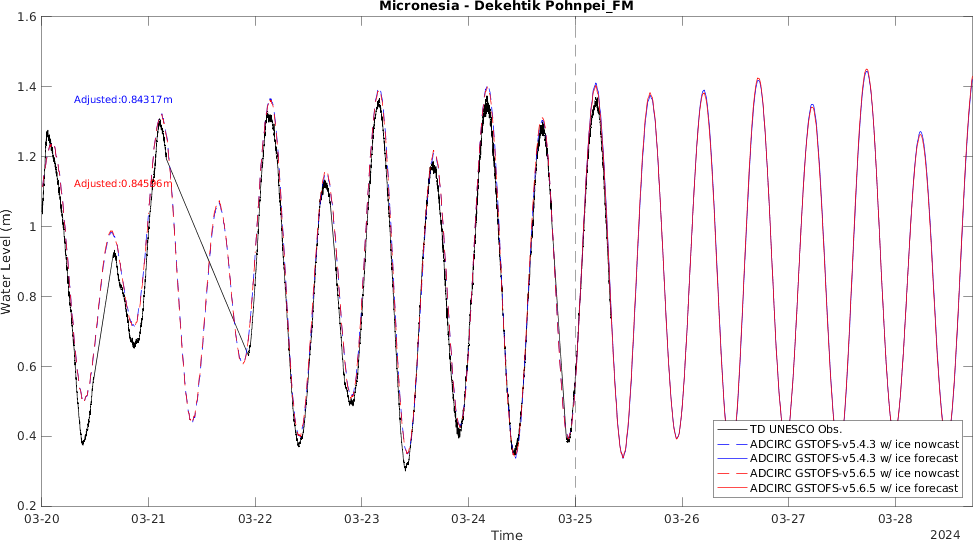 Micronesia - Dekehtik Pohnpei_FM
1.6
1.4
1.2
1
0.8
0.6
0.4
0.2
Water Level (m)
Adjusted:0.84317m
Adjusted:0.84506m
TD UNESCO Obs.
ADCIRC GSTOFS-v5.4.3 w/ ice nowcast
ADCIRC GSTOFS-v5.4.3 w/ ice forecast
ADCIRC GSTOFS-v5.6.5 w/ ice nowcast
ADCIRC GSTOFS-v5.6.5 w/ ice forecast
03-20 03-21 03-22 03-23 03-24 03-25 03-26 03-27 03-28
Time
2024